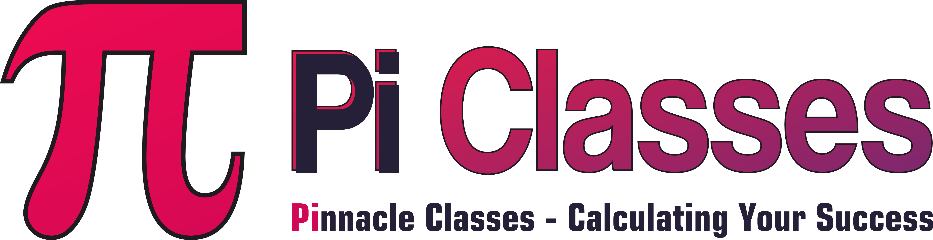 π Pi Classes
Pinnacle Classes - Calculating Your Success